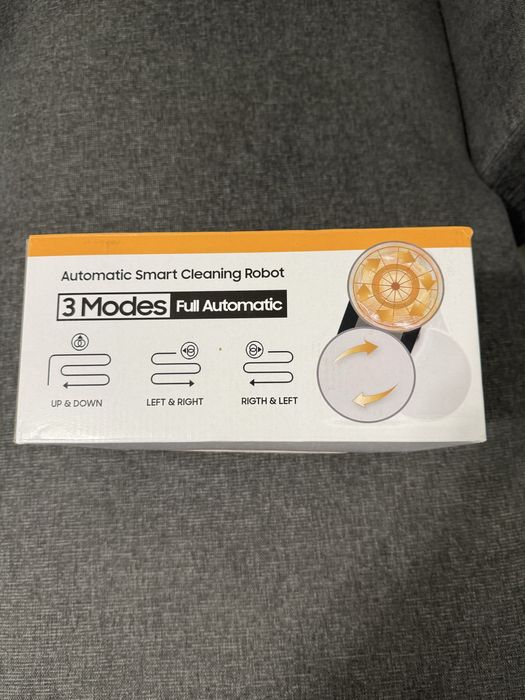 Automatic Smart Cleaning Robot
3 Modes Full Automatic
UP & DOWN
LEFT & RIGHT
RIGTH & LEFT